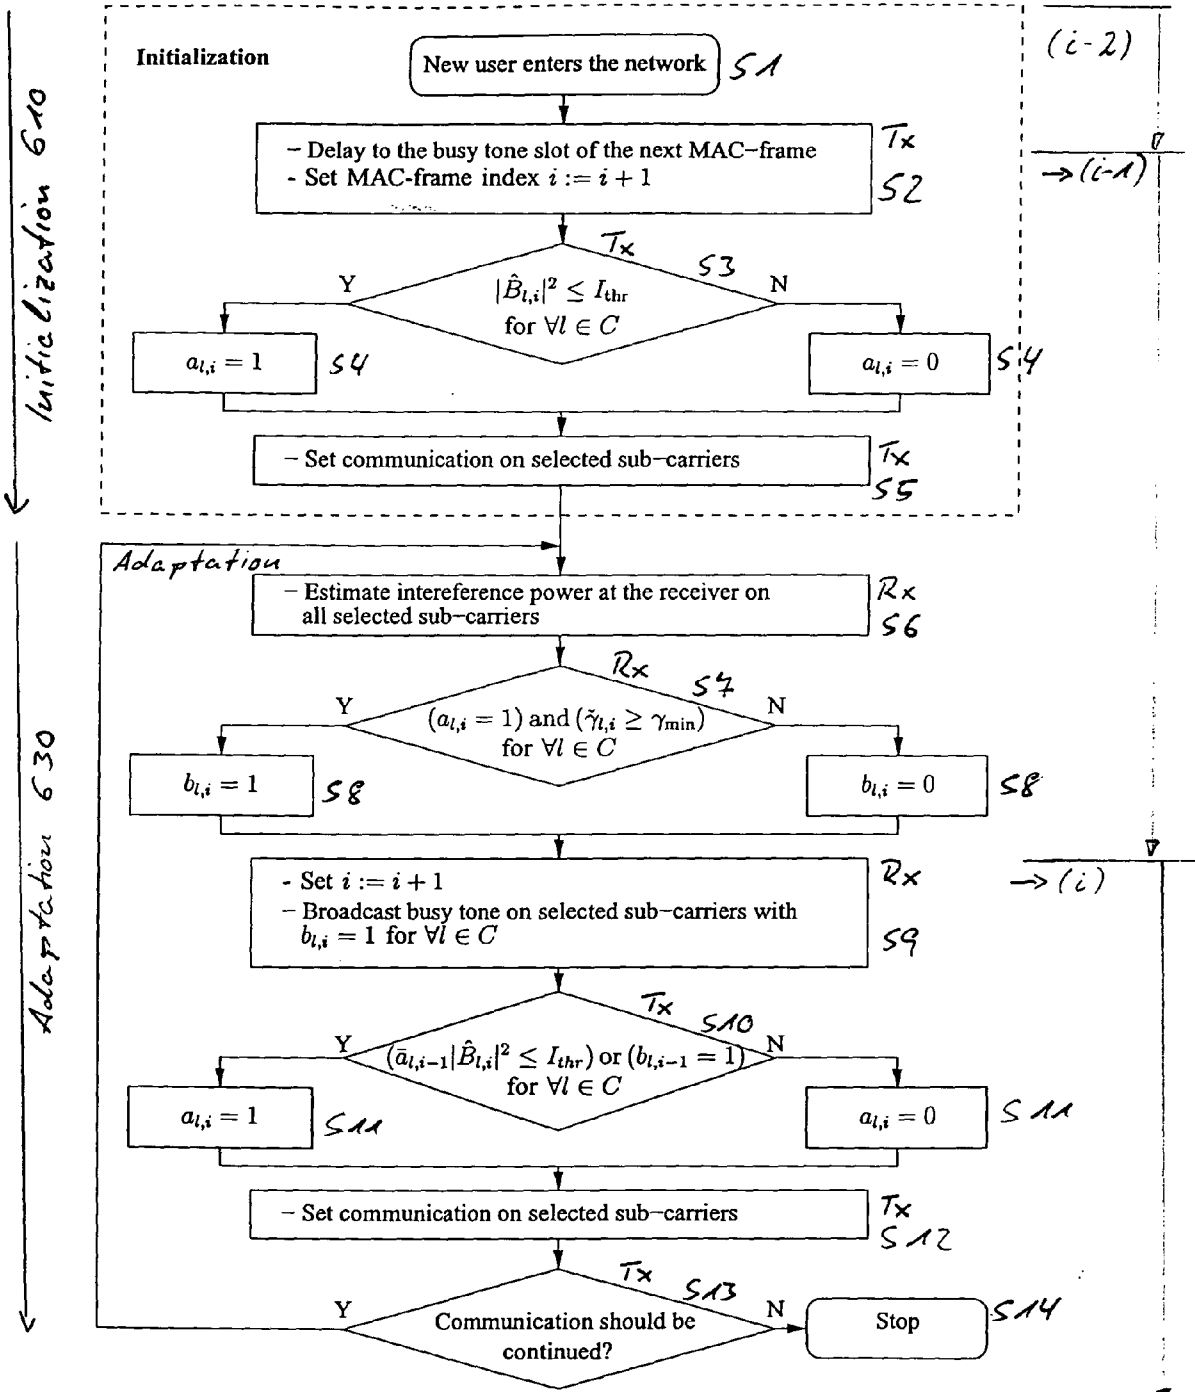 (i-2)
Initialization
New user enters the network
S1
– Delay to the busy tone slot of the next MAC–frame
- Set MAC-frame index i := i + 1
Tx
S2
→(i-1)
Initialization 610
Tx
S3
Y
N
|B̂_{l,i}|² ≤ I_thr
for ∀l ∈ C
a_{l,i} = 1
S4
a_{l,i} = 0
S4
– Set communication on selected sub–carriers
Tx
S5
Adaptation
– Estimate intereference power at the receiver on
all selected sub–carriers
Rx
S6
Rx
S7
Y
N
(a_{l,i} = 1) and (γ̌_{l,i} ≥ γ_min)
for ∀l ∈ C
b_{l,i} = 1
S8
b_{l,i} = 0
S8
Adaptation 630
- Set i := i + 1
– Broadcast busy tone on selected sub–carriers with
b_{l,i} = 1 for ∀l ∈ C
Rx
S9
→(i)
Tx
S10
Y
N
(ā_{l,i−1}|B̂_{l,i}|² ≤ I_thr) or (b_{l,i−1} = 1)
for ∀l ∈ C
a_{l,i} = 1
S11
a_{l,i} = 0
S11
– Set communication on selected sub–carriers
Tx
S12
Tx
S13
Y
N
Communication should be
continued?
Stop
S14